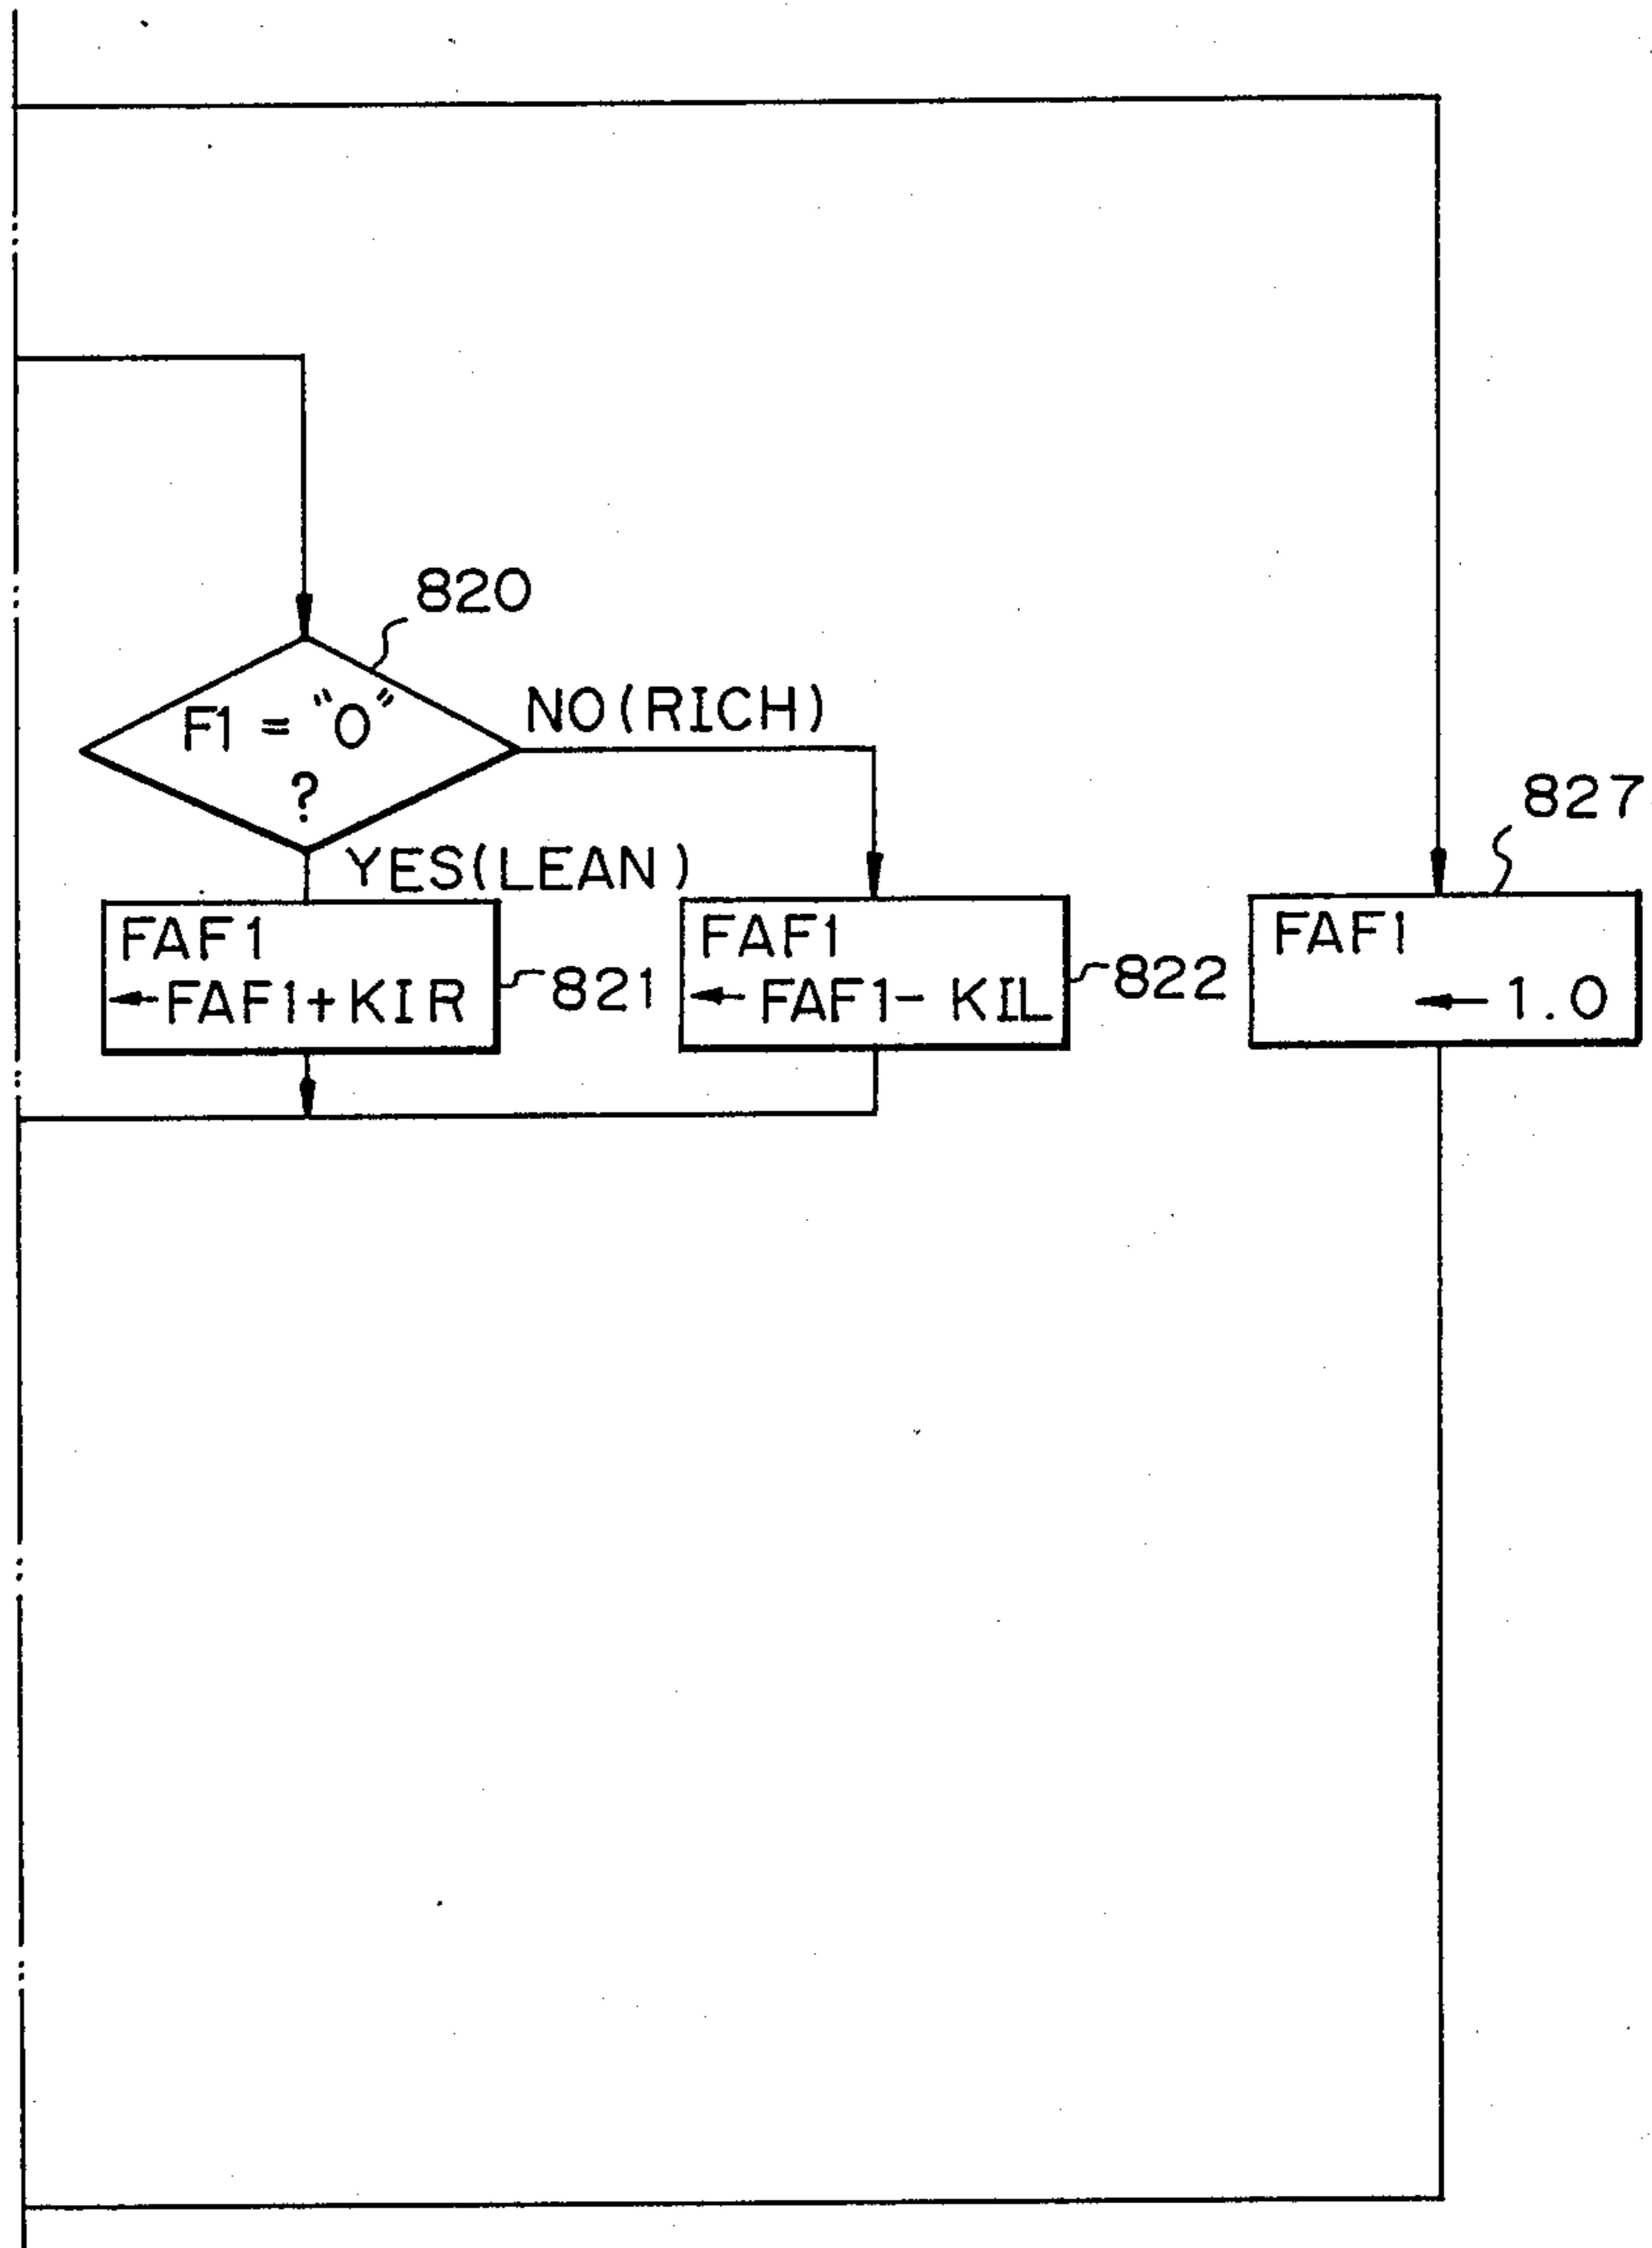 820
F1 = "0"
?
NO(RICH)
YES(LEAN)
827
FAF1
←FAF1+KIR
821
FAF1
← FAF1- KIL
822
FAF1
← 1.0